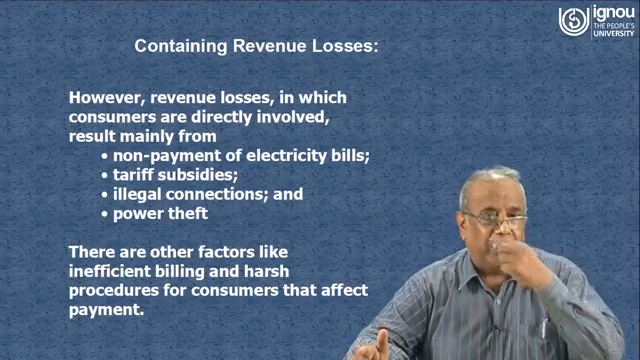 ignou
THE PEOPLE'S
UNIVERSITY
Containing Revenue Losses:
However, revenue losses, in which
consumers are directly involved,
result mainly from
• non-payment of electricity bills;
• tariff subsidies;
• illegal connections; and
• power theft
There are other factors like
inefficient billing and harsh
procedures for consumers that affect
payment.